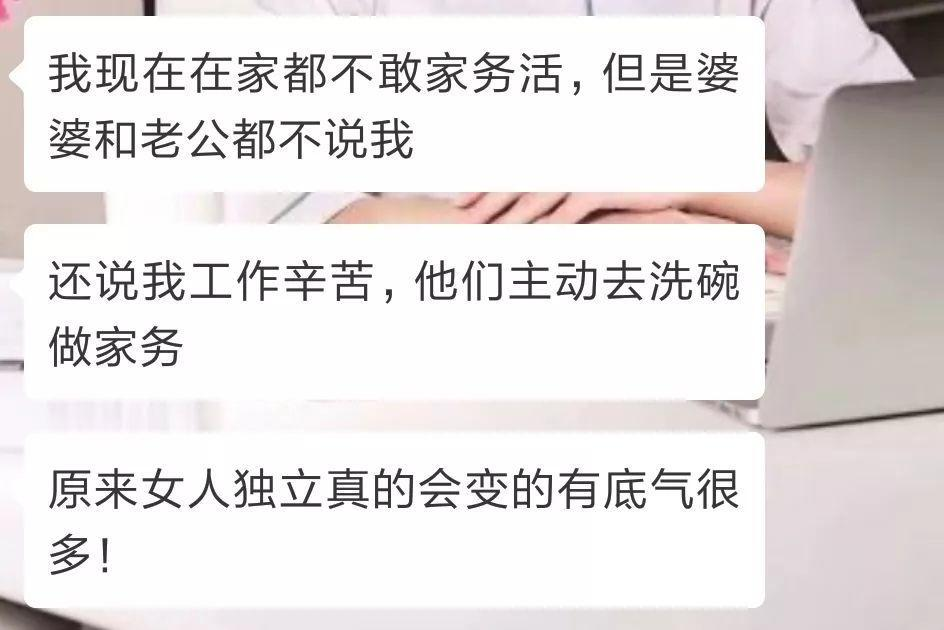 我现在在家都不敢家务活，但是婆
婆和老公都不说我
还说我工作辛苦，他们主动去洗碗
做家务
原来女人独立真的会变的有底气很
多！